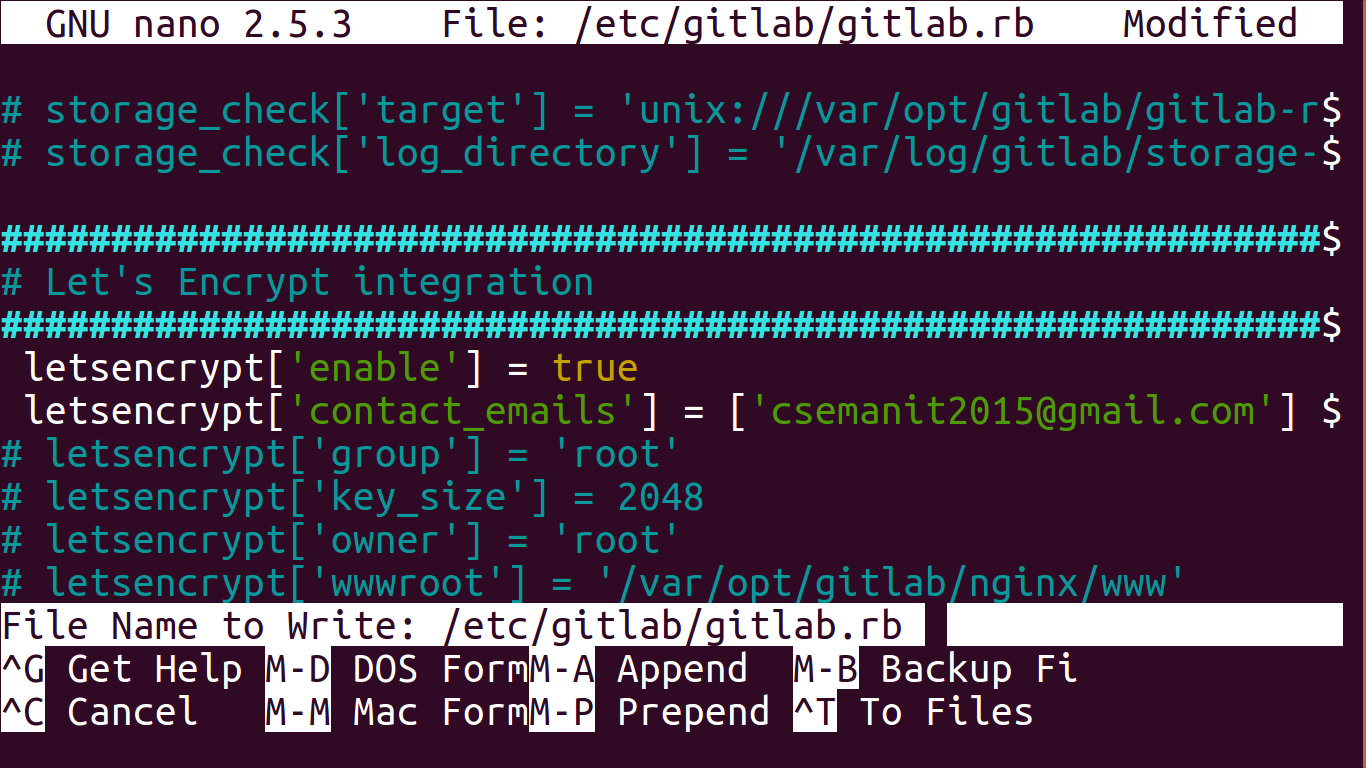 GNU nano 2.5.3 File: /etc/gitlab/gitlab.rb Modified
# storage_check['target'] = 'unix:///var/opt/gitlab/gitlab-r$
# storage_check['log_directory'] = '/var/log/gitlab/storage-$
############################################################$
# Let's Encrypt integration
############################################################$
letsencrypt['enable'] = true
letsencrypt['contact_emails'] = ['csemanit2015@gmail.com'] $
# letsencrypt['group'] = 'root'
# letsencrypt['key_size'] = 2048
# letsencrypt['owner'] = 'root'
# letsencrypt['wwwroot'] = '/var/opt/gitlab/nginx/www'
File Name to Write: /etc/gitlab/gitlab.rb
^G Get Help M-D DOS FormM-A Append M-B Backup Fi
^C Cancel M-M Mac FormM-P Prepend ^T To Files